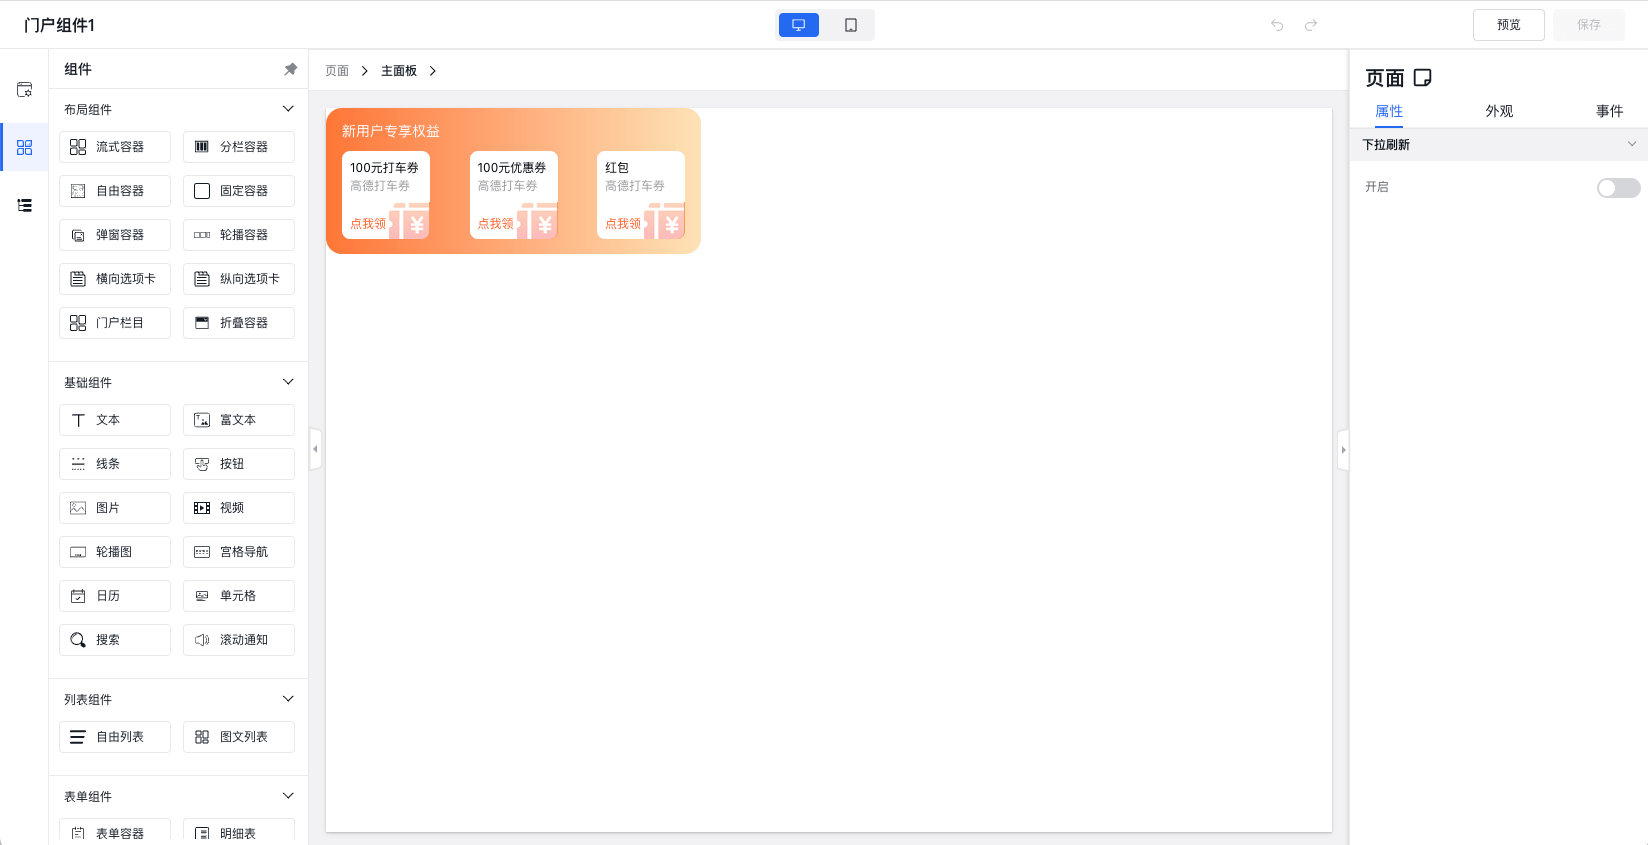 门户组件1
预览
保存
组件
布局组件
流式容器
分栏容器
自由容器
固定容器
弹窗容器
轮播容器
横向选项卡
纵向选项卡
门户栏目
折叠容器
基础组件
文本
富文本
线条
按钮
图片
视频
轮播图
宫格导航
日历
单元格
搜索
滚动通知
列表组件
自由列表
图文列表
表单组件
表单容器
明细表
页面
主面板
新用户专享权益
100元打车券
高德打车券
点我领
¥
100元优惠券
高德打车券
点我领
¥
红包
高德打车券
点我领
¥
页面
属性
外观
事件
下拉刷新
开启